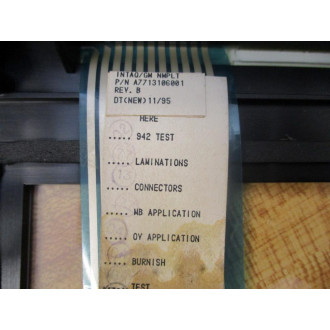 INTAQ/GM NMPLT
P/N A7713106001
REV. B
DT(NEW)11/95
HERE
..... 942 TEST
..... LAMINATIONS
..... CONNECTORS
..... WB APPLICATION
..... OV APPLICATION
..... BURNISH
..... TEST